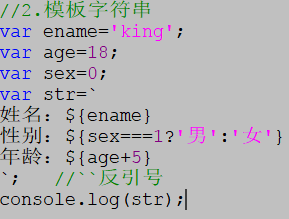 //2.模板字符串
var ename='king';
var age=18;
var sex=0;
var str=`
姓名：${ename}
性别：${sex===1?'男':'女'}
年龄：${age+5}
`;   //``反引号
console.log(str);